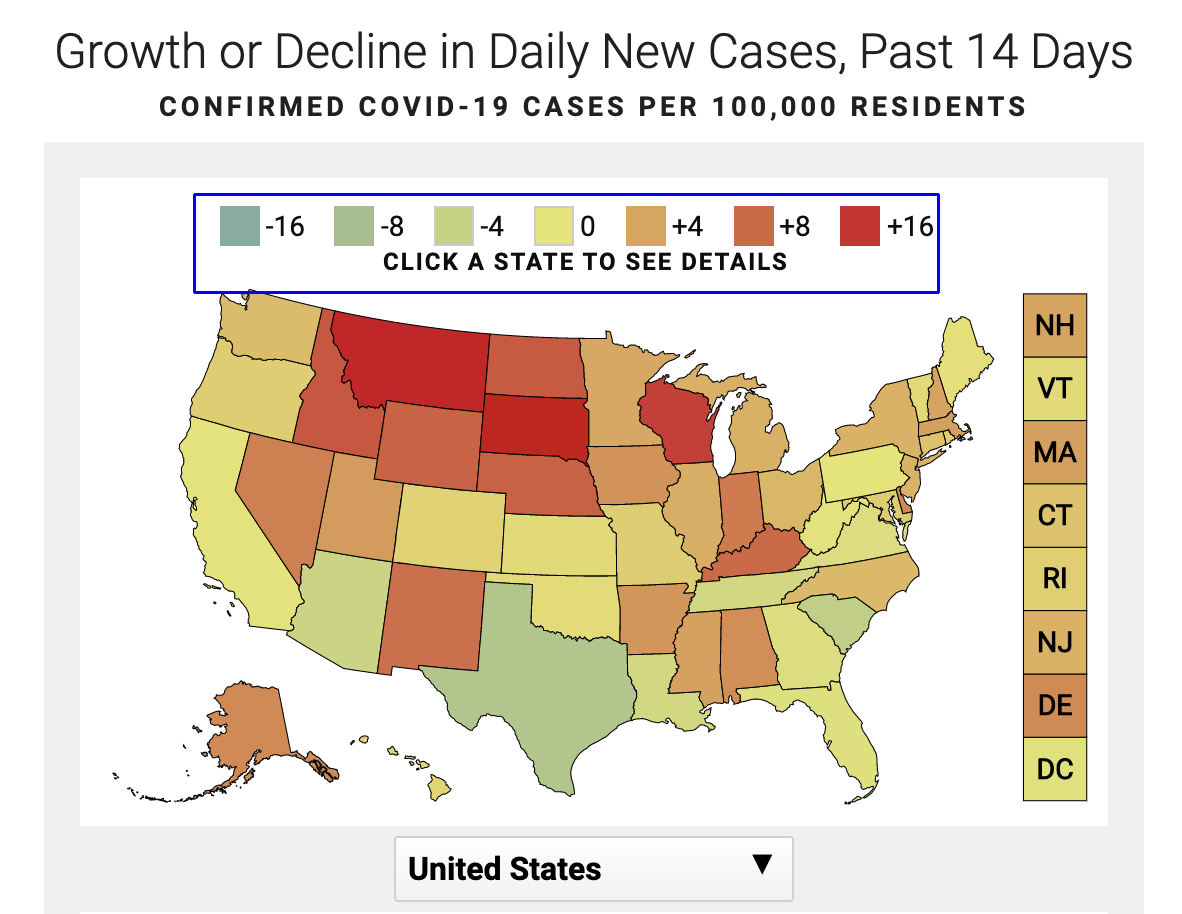 Growth or Decline in Daily New Cases, Past 14 Days
CONFIRMED COVID-19 CASES PER 100,000 RESIDENTS
-16 -8 -4 0 +4 +8 +16
CLICK A STATE TO SEE DETAILS
NH
VT
MA
CT
RI
NJ
DE
DC
United States ▼